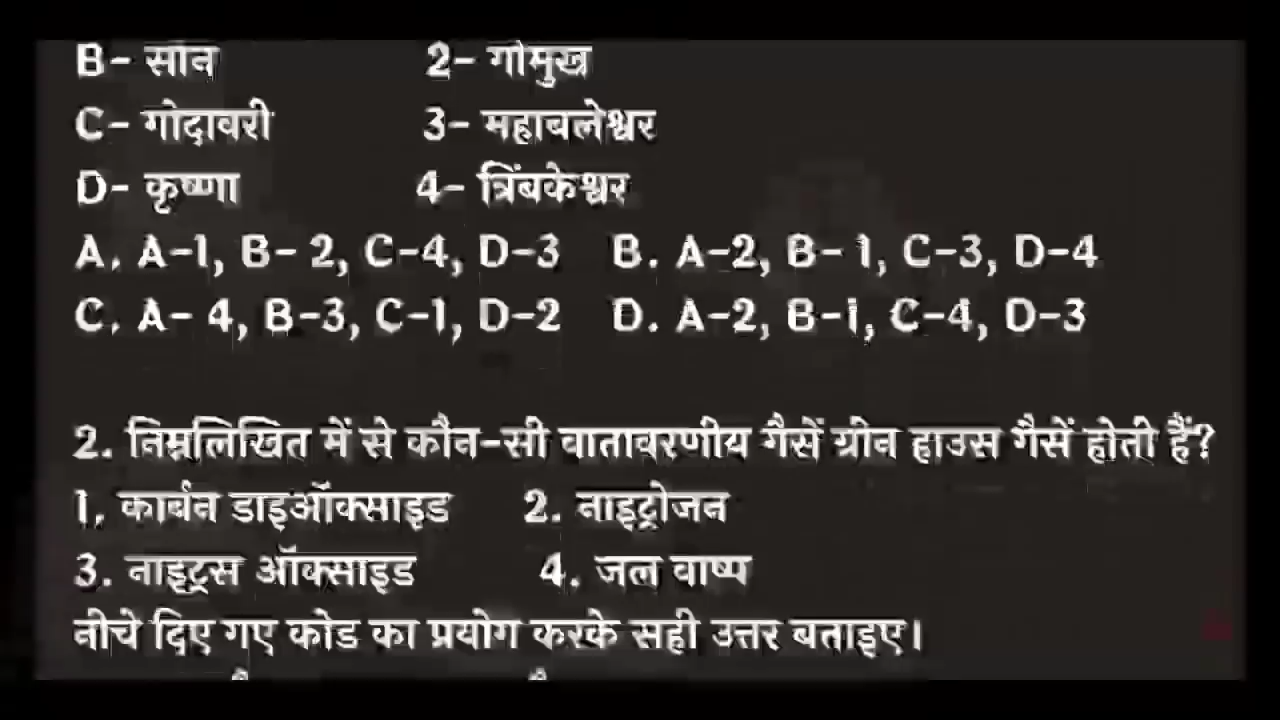 B- सोन 2- गोमुख
C- गोदावरी 3- महाबलेश्वर
D- कृष्णा 4- त्रिंबकेश्वर
A. A-1, B- 2, C-4, D-3 B. A-2, B- 1, C-3, D-4
C. A- 4, B-3, C-1, D-2 D. A-2, B-1, C-4, D-3
2. निम्नलिखित में से कौन-सी वातावरणीय गैसें ग्रीन हाउस गैसें होती हैं?
1. कार्बन डाइऑक्साइड 2. नाइट्रोजन
3. नाइट्रस ऑक्साइड 4. जल वाष्प
नीचे दिए गए कोड का प्रयोग करके सही उत्तर बताइए।